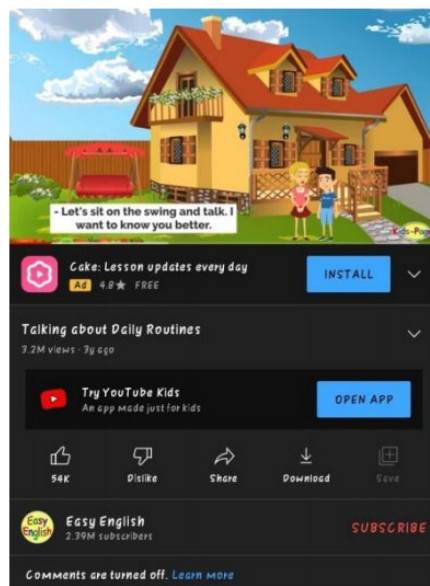 - Let's sit on the swing and talk. I
want to know you better.
Kids-Page
Cake: Lesson updates every day
INSTALL
Ad 4.8★ FREE
Talking about Daily Routines
3.2M views · 3y ago
Try YouTube Kids
An app made just for kids
OPEN APP
54K Dislike Share Download Save
Easy
English
Easy English
2.39M subscribers
SUBSCRIBE
Comments are turned off. Learn more